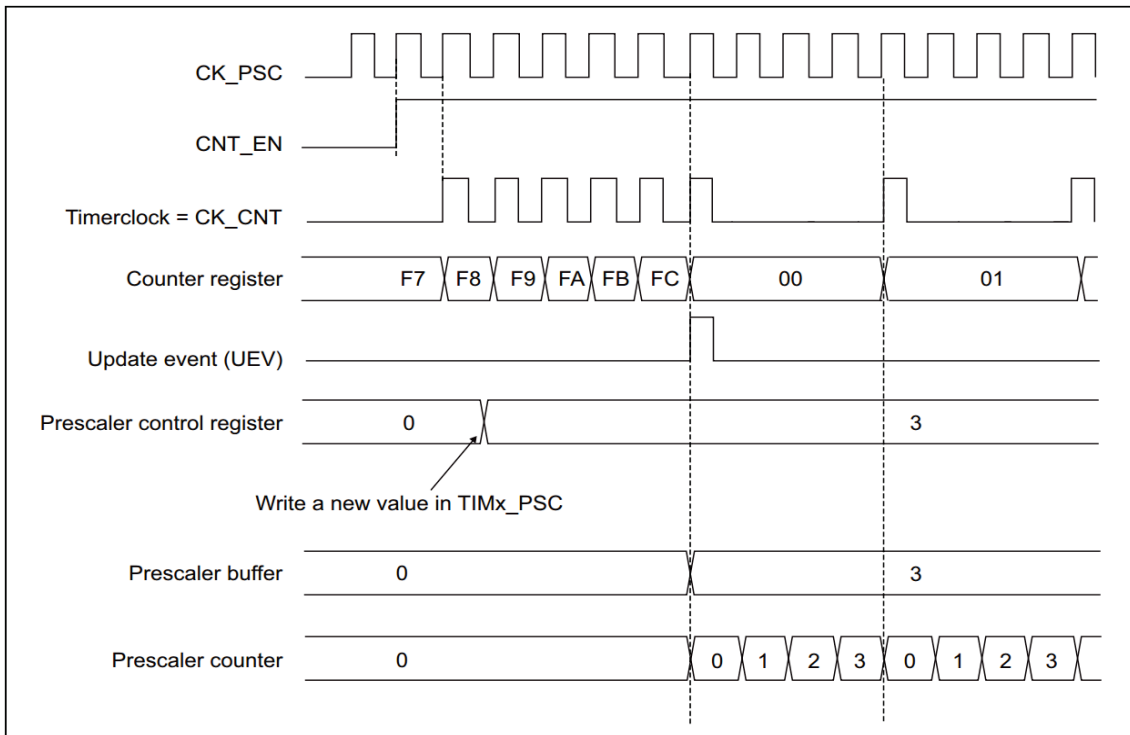 CK_PSC
CNT_EN
Timerclock = CK_CNT
Counter register F7 F8 F9 FA FB FC 00 01
Update event (UEV)
Prescaler control register 0 3
Write a new value in TIMx_PSC
Prescaler buffer 0 3
Prescaler counter 0 0 1 2 3 0 1 2 3